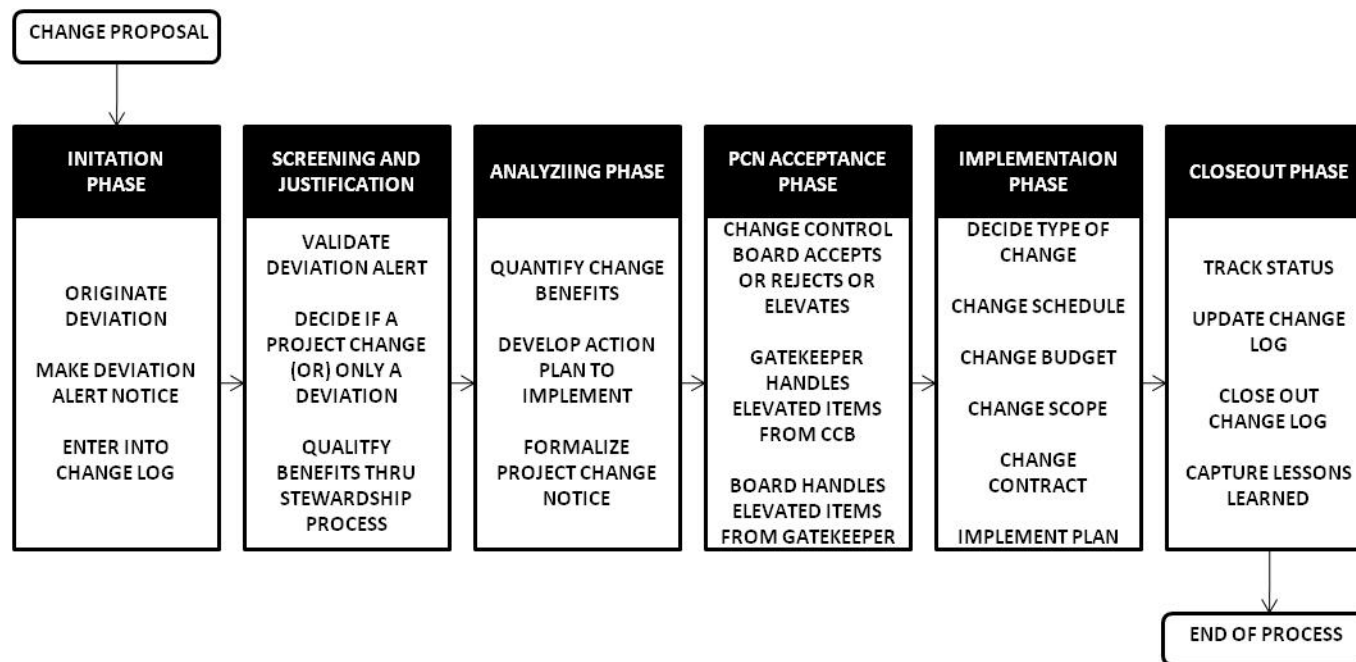 CHANGE PROPOSAL
INITATION
PHASE
ORIGINATE
DEVIATION
MAKE DEVIATION
ALERT NOTICE
ENTER INTO
CHANGE LOG
SCREENING AND
JUSTIFICATION
VALIDATE
DEVIATION ALERT
DECIDE IF A
PROJECT CHANGE
(OR) ONLY A
DEVIATION
QUALITFY
BENEFITS THRU
STEWARDSHIP
PROCESS
ANALYZIING PHASE
QUANTIFY CHANGE
BENEFITS
DEVELOP ACTION
PLAN TO
IMPLEMENT
FORMALIZE
PROJECT CHANGE
NOTICE
PCN ACCEPTANCE
PHASE
CHANGE CONTROL
BOARD ACCEPTS
OR REJECTS OR
ELEVATES
GATEKEEPER
HANDLES
ELEVATED ITEMS
FROM CCB
BOARD HANDLES
ELEVATED ITEMS
FROM GATEKEEPER
IMPLEMENTAION
PHASE
DECIDE TYPE OF
CHANGE
CHANGE SCHEDULE
CHANGE BUDGET
CHANGE SCOPE
CHANGE
CONTRACT
IMPLEMENT PLAN
CLOSEOUT PHASE
TRACK STATUS
UPDATE CHANGE
LOG
CLOSE OUT
CHANGE LOG
CAPTURE LESSONS
LEARNED
END OF PROCESS